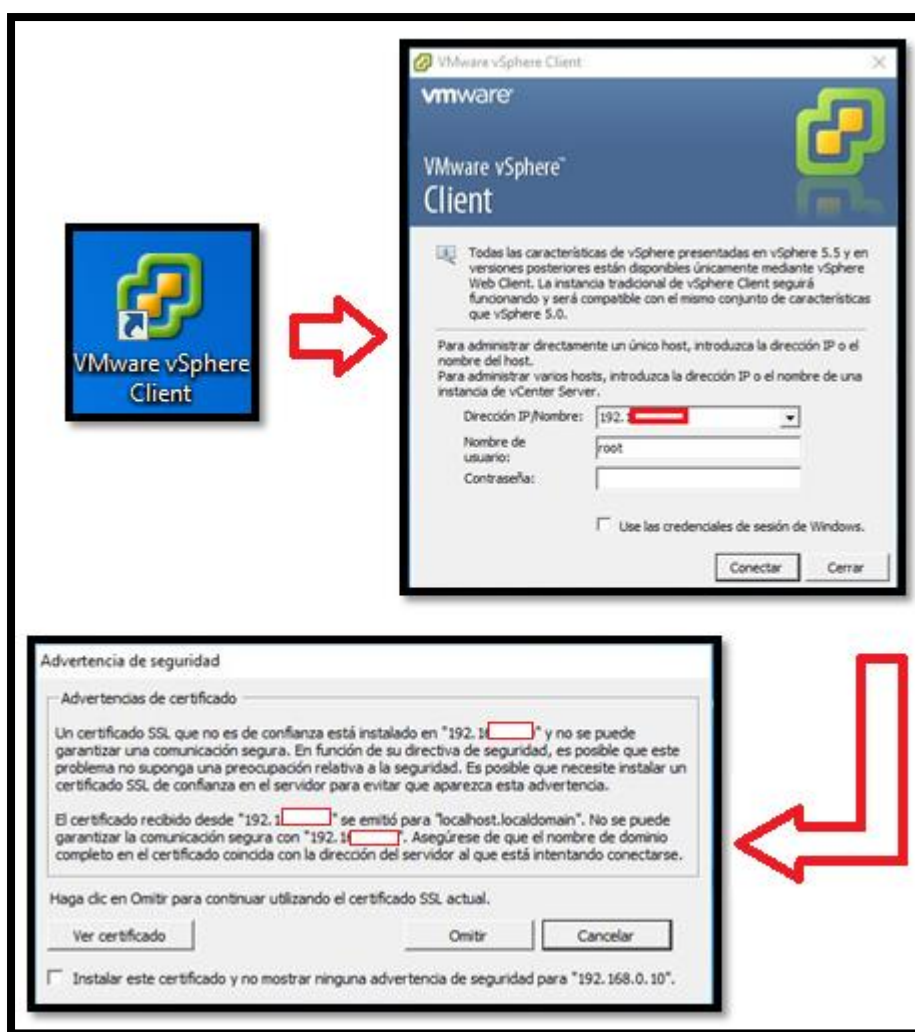 VMware vSphere
Client
VMware vSphere Client
vmware
VMware vSphere™
Client
Todas las características de vSphere presentadas en vSphere 5.5 y en
versiones posteriores están disponibles únicamente mediante vSphere
Web Client. La instancia tradicional de vSphere Client seguirá
funcionando y será compatible con el mismo conjunto de características
que vSphere 5.0.
Para administrar directamente un único host, introduzca la dirección IP o el
nombre del host.
Para administrar varios hosts, introduzca la dirección IP o el nombre de una
instancia de vCenter Server.
Dirección IP/Nombre: 192.1
Nombre de
usuario: root
Contraseña:
Use las credenciales de sesión de Windows.
Conectar Cerrar
Advertencia de seguridad
Advertencias de certificado
Un certificado SSL que no es de confianza está instalado en "192.16 " y no se puede
garantizar una comunicación segura. En función de su directiva de seguridad, es posible que este
problema no suponga una preocupación relativa a la seguridad. Es posible que necesite instalar un
certificado SSL de confianza en el servidor para evitar que aparezca esta advertencia.
El certificado recibido desde "192.1 " se emitió para "localhost.localdomain". No se puede
garantizar la comunicación segura con "192.16 ". Asegúrese de que el nombre de dominio
completo en el certificado coincida con la dirección del servidor al que está intentando conectarse.
Haga clic en Omitir para continuar utilizando el certificado SSL actual.
Ver certificado Omitir Cancelar
Instalar este certificado y no mostrar ninguna advertencia de seguridad para "192.168.0.10".